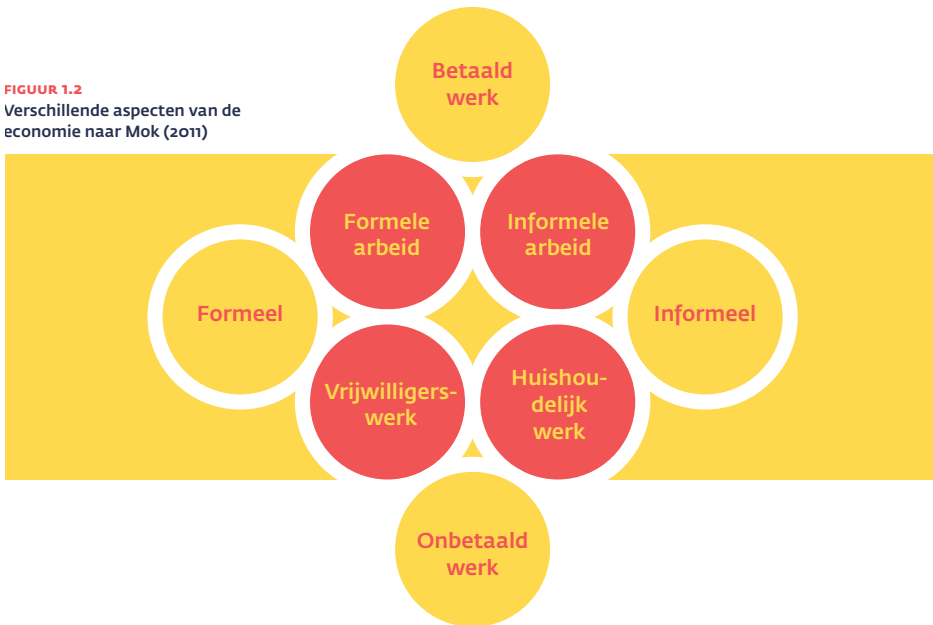 FIGUUR 1.2
Verschillende aspecten van de
economie naar Mok (2011)
Betaald
werk
Formele
arbeid
Informele
arbeid
Formeel
Informeel
Vrijwilligers-
werk
Huishou-
delijk
werk
Onbetaald
werk